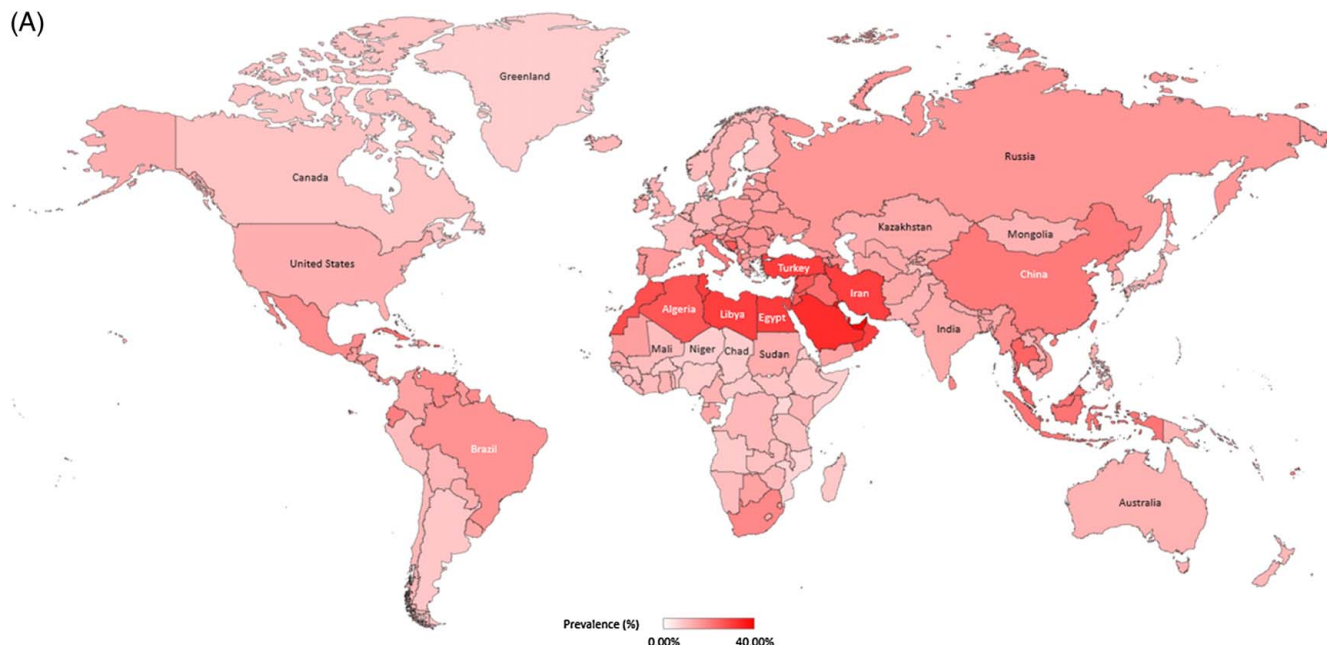 (A)
Greenland
Russia
Canada
Kazakhstan
Mongolia
United States
Turkey
China
Iran
Algeria
Libya
Egypt
India
Mali
Niger
Chad
Sudan
Brazil
Australia
Prevalence (%)
0.00%
40.00%